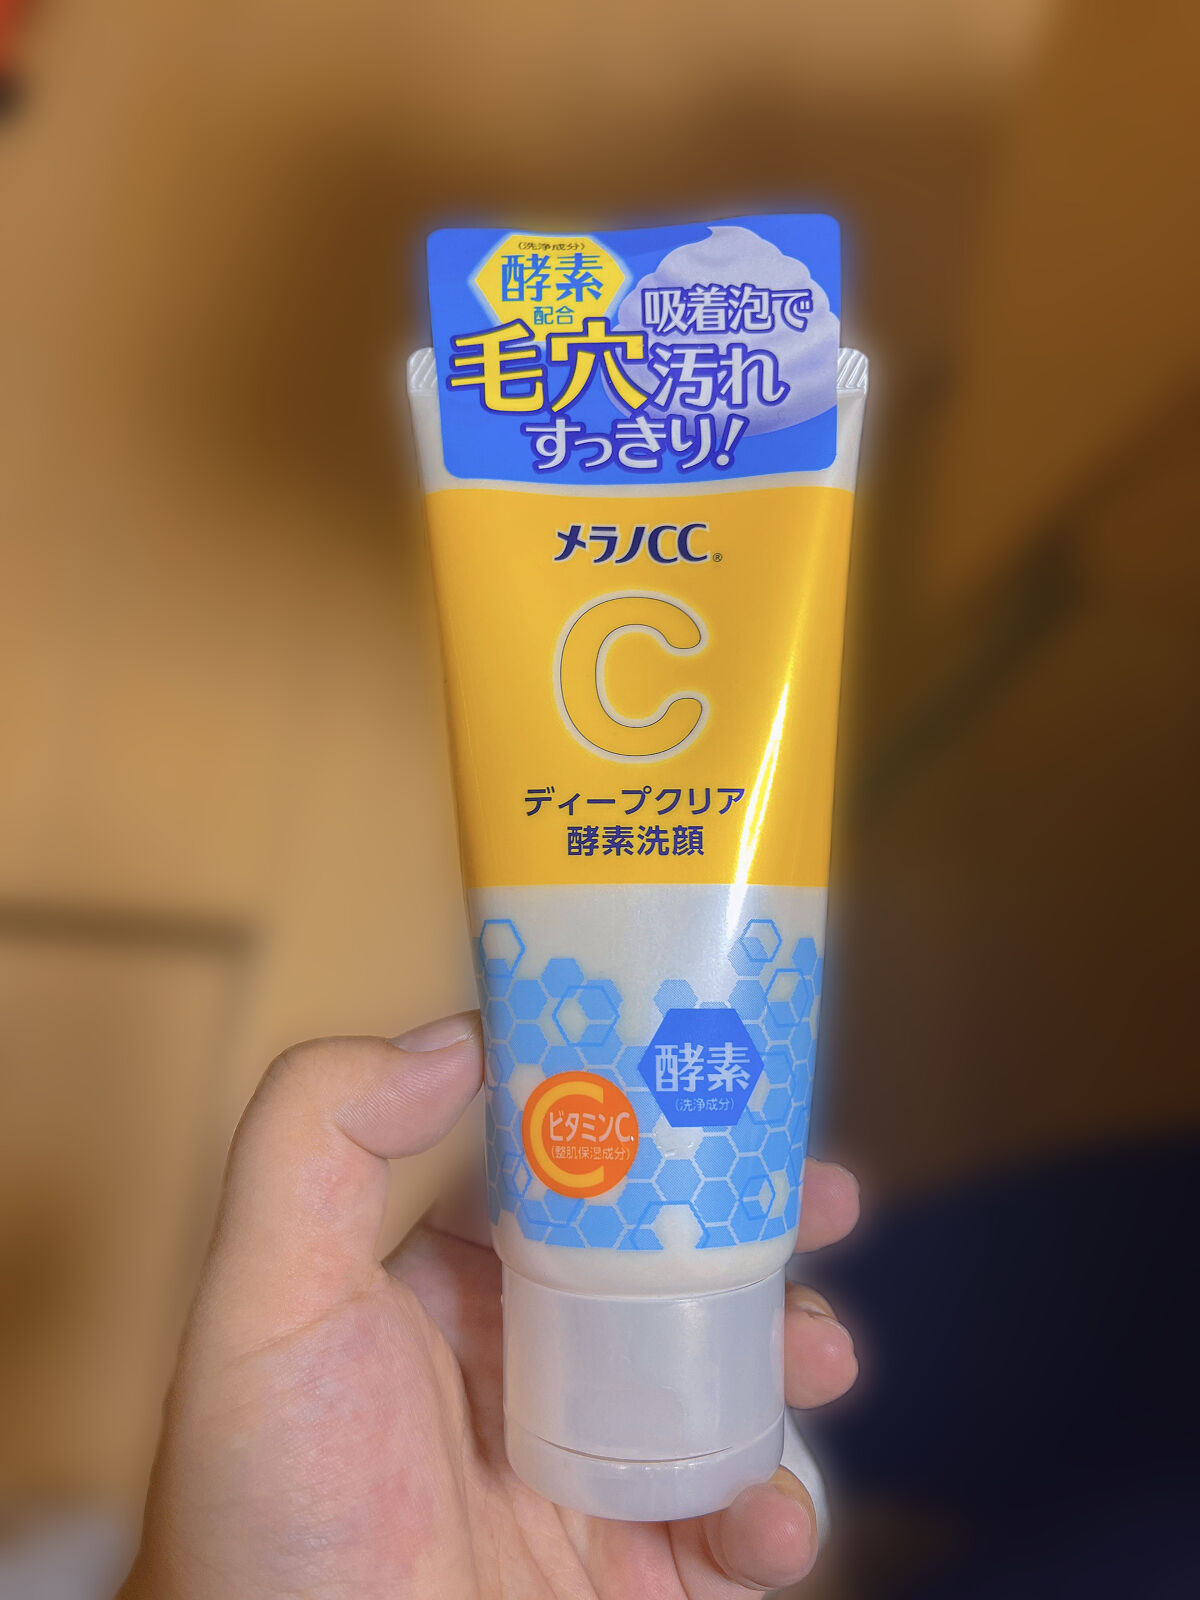 (洗浄成分)
酵素
配合
吸着泡で
毛穴汚れ
すっきり!
メラノCC®
C
ディープクリア
酵素洗顔
酵素
(洗浄成分)
ビタミンC
(整肌保湿成分)